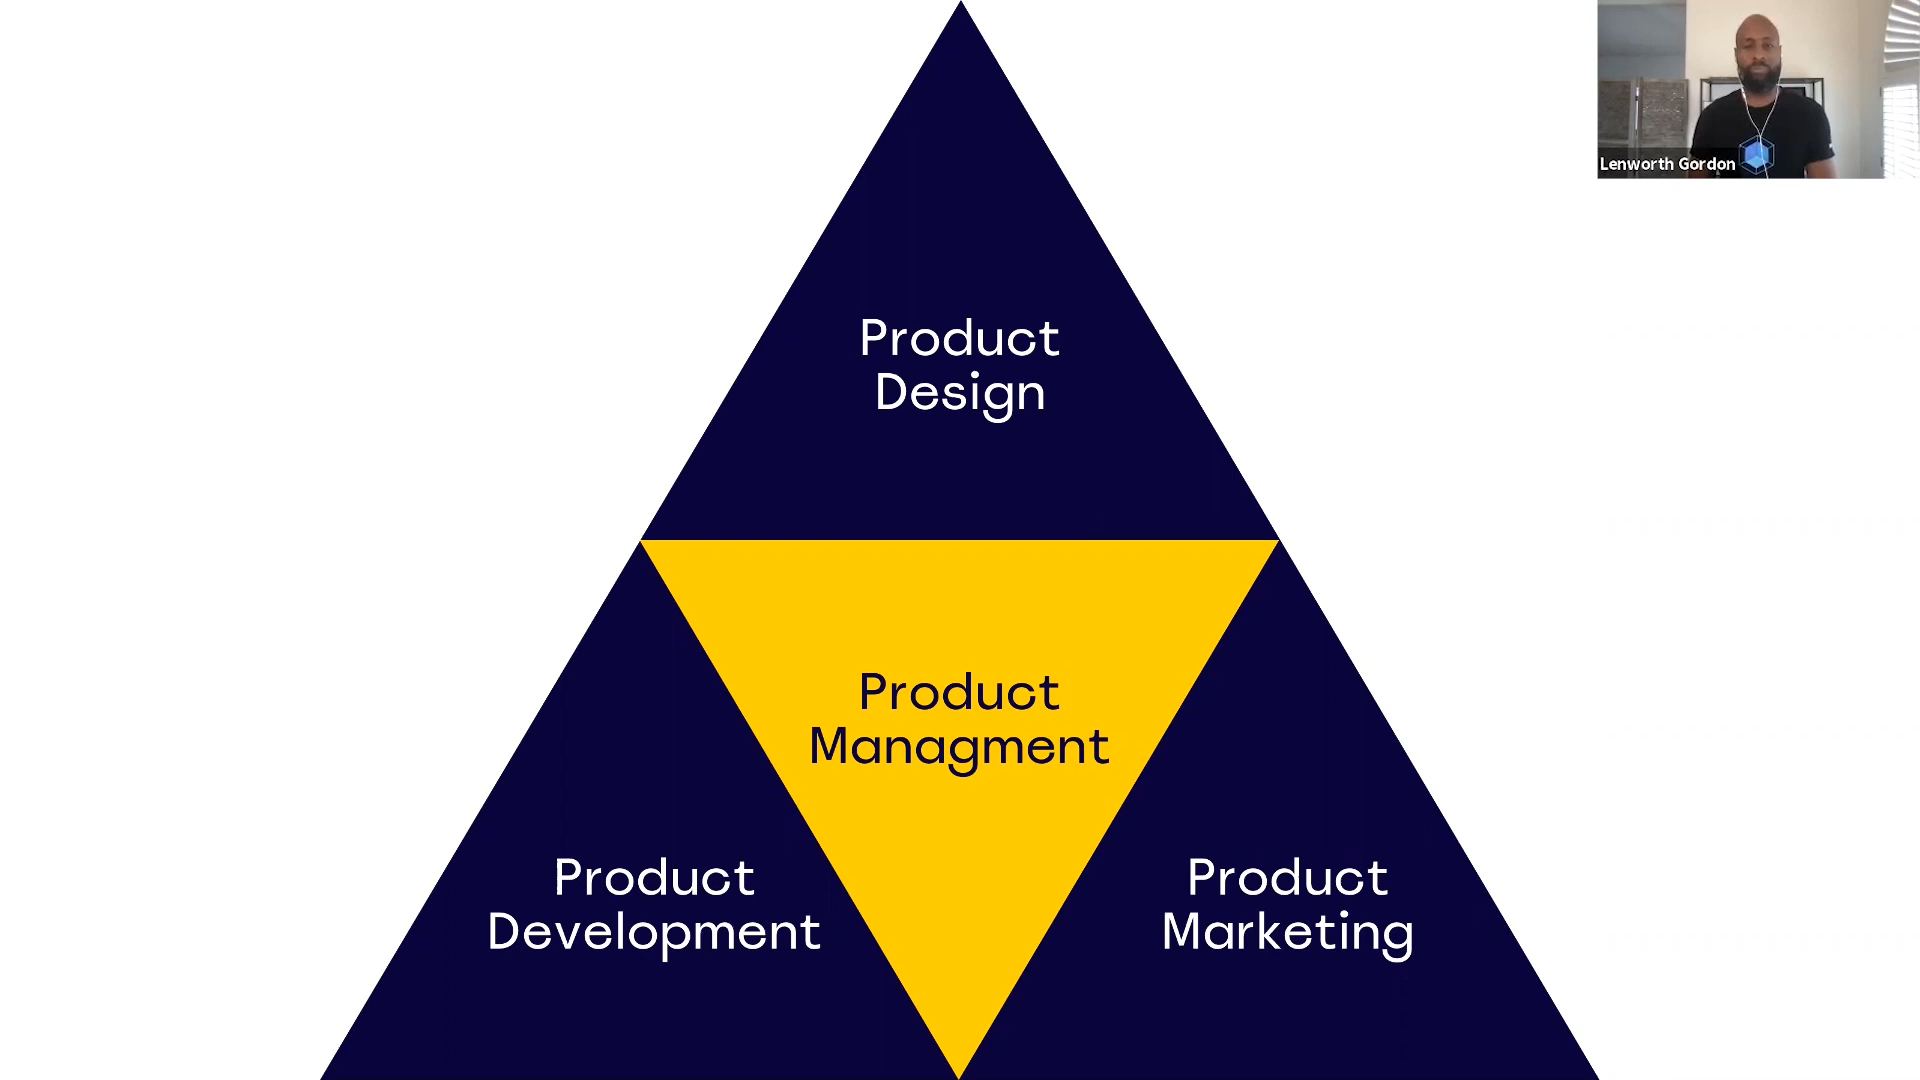 Lenworth Gordon
Product
Design
Product
Managment
Product
Development
Product
Marketing